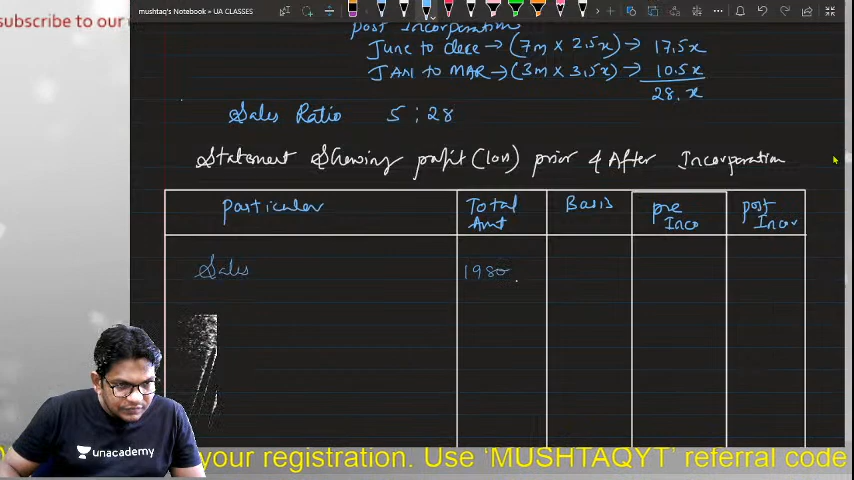 subscribe to our
mushtaq's Notebook = UA CLASSES
post Incorporation
June to Dece → (7m x 2.5x) → 17.5x
JAN to MAR → (3m x 3.5x) → 10.5x
28.x
Sales Ratio 5 : 28
Statement Showing profit (loss) prior & After Incorporation
Particular Total Amt Basis pre Inco post Incor
Sales 1980
unacademy
your registration. Use ‘MUSHTAQYT’ referral code